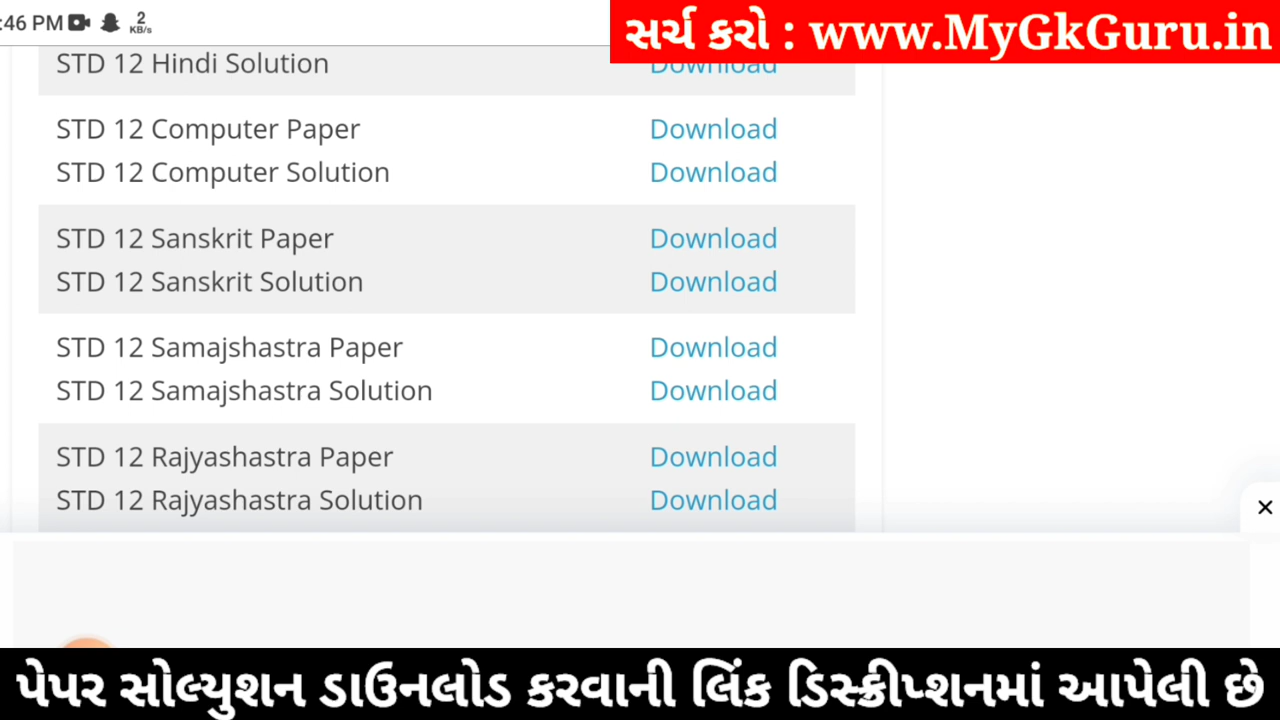 :46 PM 2 KB/s
સર્ચ કરો : www.MyGkGuru.in
STD 12 Hindi Solution Download
STD 12 Computer Paper Download
STD 12 Computer Solution Download
STD 12 Sanskrit Paper Download
STD 12 Sanskrit Solution Download
STD 12 Samajshastra Paper Download
STD 12 Samajshastra Solution Download
STD 12 Rajyashastra Paper Download
STD 12 Rajyashastra Solution Download
પેપર સોલ્યુશન ડાઉનલોડ કરવાની લિંક ડિસ્ક્રીપ્શનમાં આપેલી છે